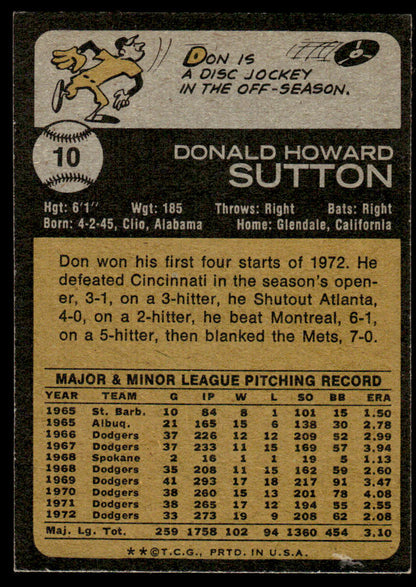 DON IS
A DISC JOCKEY
IN THE OFF-SEASON.
10
DONALD HOWARD
SUTTON
Hgt: 6'1" Wgt: 185 Throws: Right Bats: Right
Born: 4-2-45, Clio, Alabama Home: Glendale, California
Don won his first four starts of 1972. He
defeated Cincinnati in the season's open-
er, 3-1, on a 3-hitter, he Shutout Atlanta,
4-0, on a 2-hitter, he beat Montreal, 6-1,
on a 5-hitter, then blanked the Mets, 7-0.
MAJOR & MINOR LEAGUE PITCHING RECORD
YEAR TEAM G IP W L SO BB ERA
1965 St. Barb. 10 84 8 1 101 15 1.50
1965 Albuq. 21 165 15 6 138 30 2.78
1966 Dodgers 37 226 12 12 209 52 2.99
1967 Dodgers 37 233 11 15 169 57 3.94
1968 Spokane 2 16 1 1 19 5 1.13
1968 Dodgers 35 208 11 15 162 59 2.60
1969 Dodgers 41 293 17 18 217 91 3.47
1970 Dodgers 38 260 15 13 201 78 4.08
1971 Dodgers 38 265 17 12 194 55 2.55
1972 Dodgers 33 273 19 9 208 62 2.08
Maj. Lg. Tot. 259 1758 102 94 1360 454 3.10
**©T.C.G., PRTD. IN U.S.A.